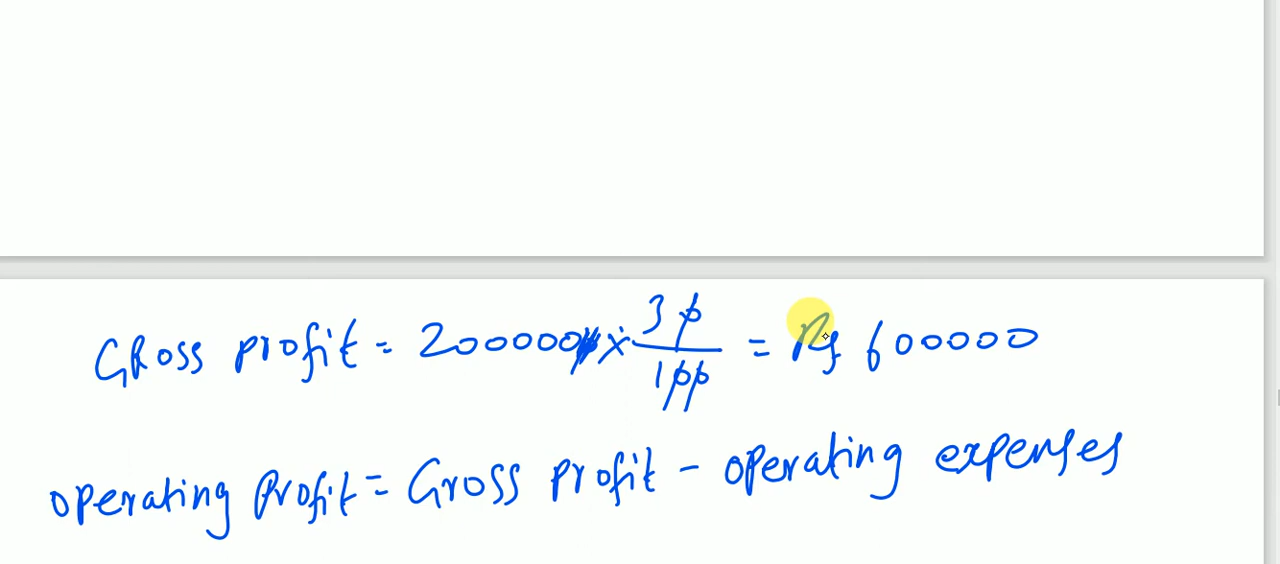 Gross profit = 2000000 × 30/100 = Rs 600000
operating profit = Gross profit - operating expenses